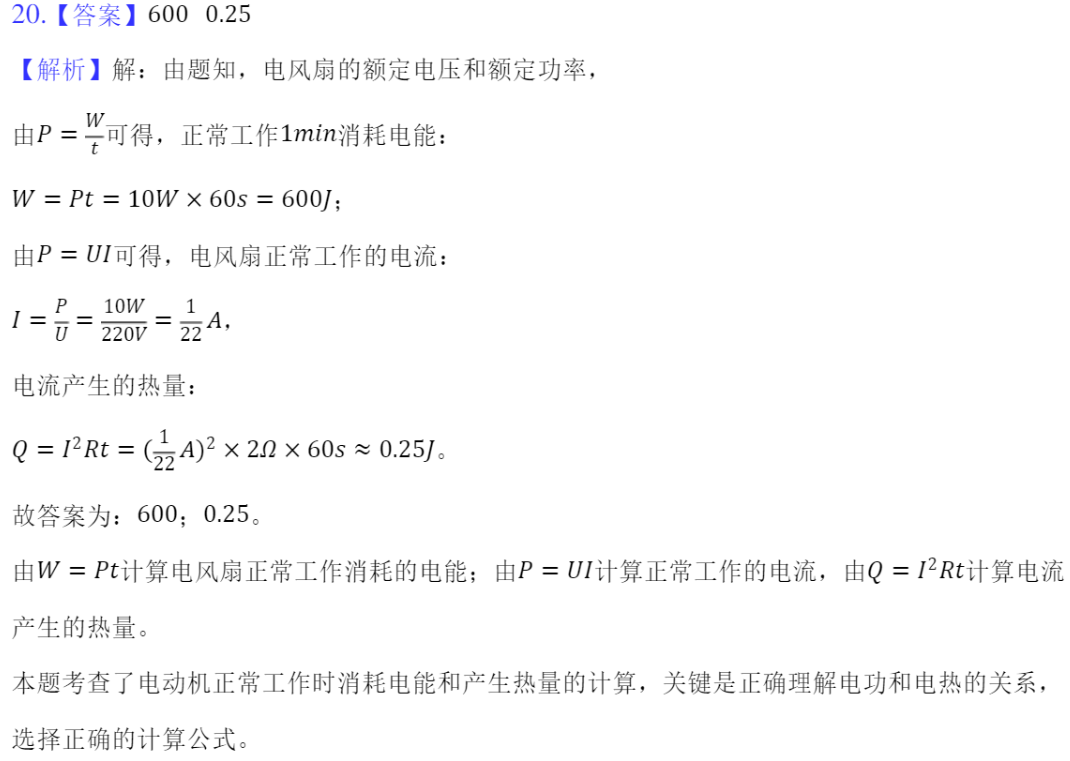 20.【答案】600 0.25
【解析】解：由题知，电风扇的额定电压和额定功率，
由P = W/t可得，正常工作1min消耗电能：
W = Pt = 10W × 60s = 600J；
由P = UI可得，电风扇正常工作的电流：
I = P/U = 10W/220V = 1/22 A，
电流产生的热量：
Q = I²Rt = (1/22 A)² × 2Ω × 60s ≈ 0.25J。
故答案为：600；0.25。
由W = Pt计算电风扇正常工作消耗的电能；由P = UI计算正常工作的电流，由Q = I²Rt计算电流
产生的热量。
本题考查了电动机正常工作时消耗电能和产生热量的计算，关键是正确理解电功和电热的关系，
选择正确的计算公式。